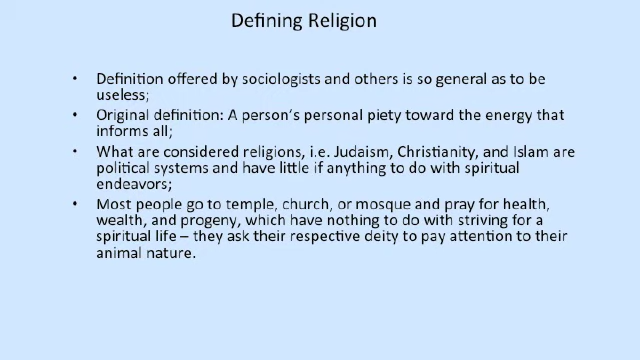 Defining Religion
• Definition offered by sociologists and others is so general as to be
useless;
• Original definition: A person's personal piety toward the energy that
informs all;
• What are considered religions, i.e. Judaism, Christianity, and Islam are
political systems and have little if anything to do with spiritual
endeavors;
• Most people go to temple, church, or mosque and pray for health,
wealth, and progeny, which have nothing to do with striving for a
spiritual life – they ask their respective deity to pay attention to their
animal nature.